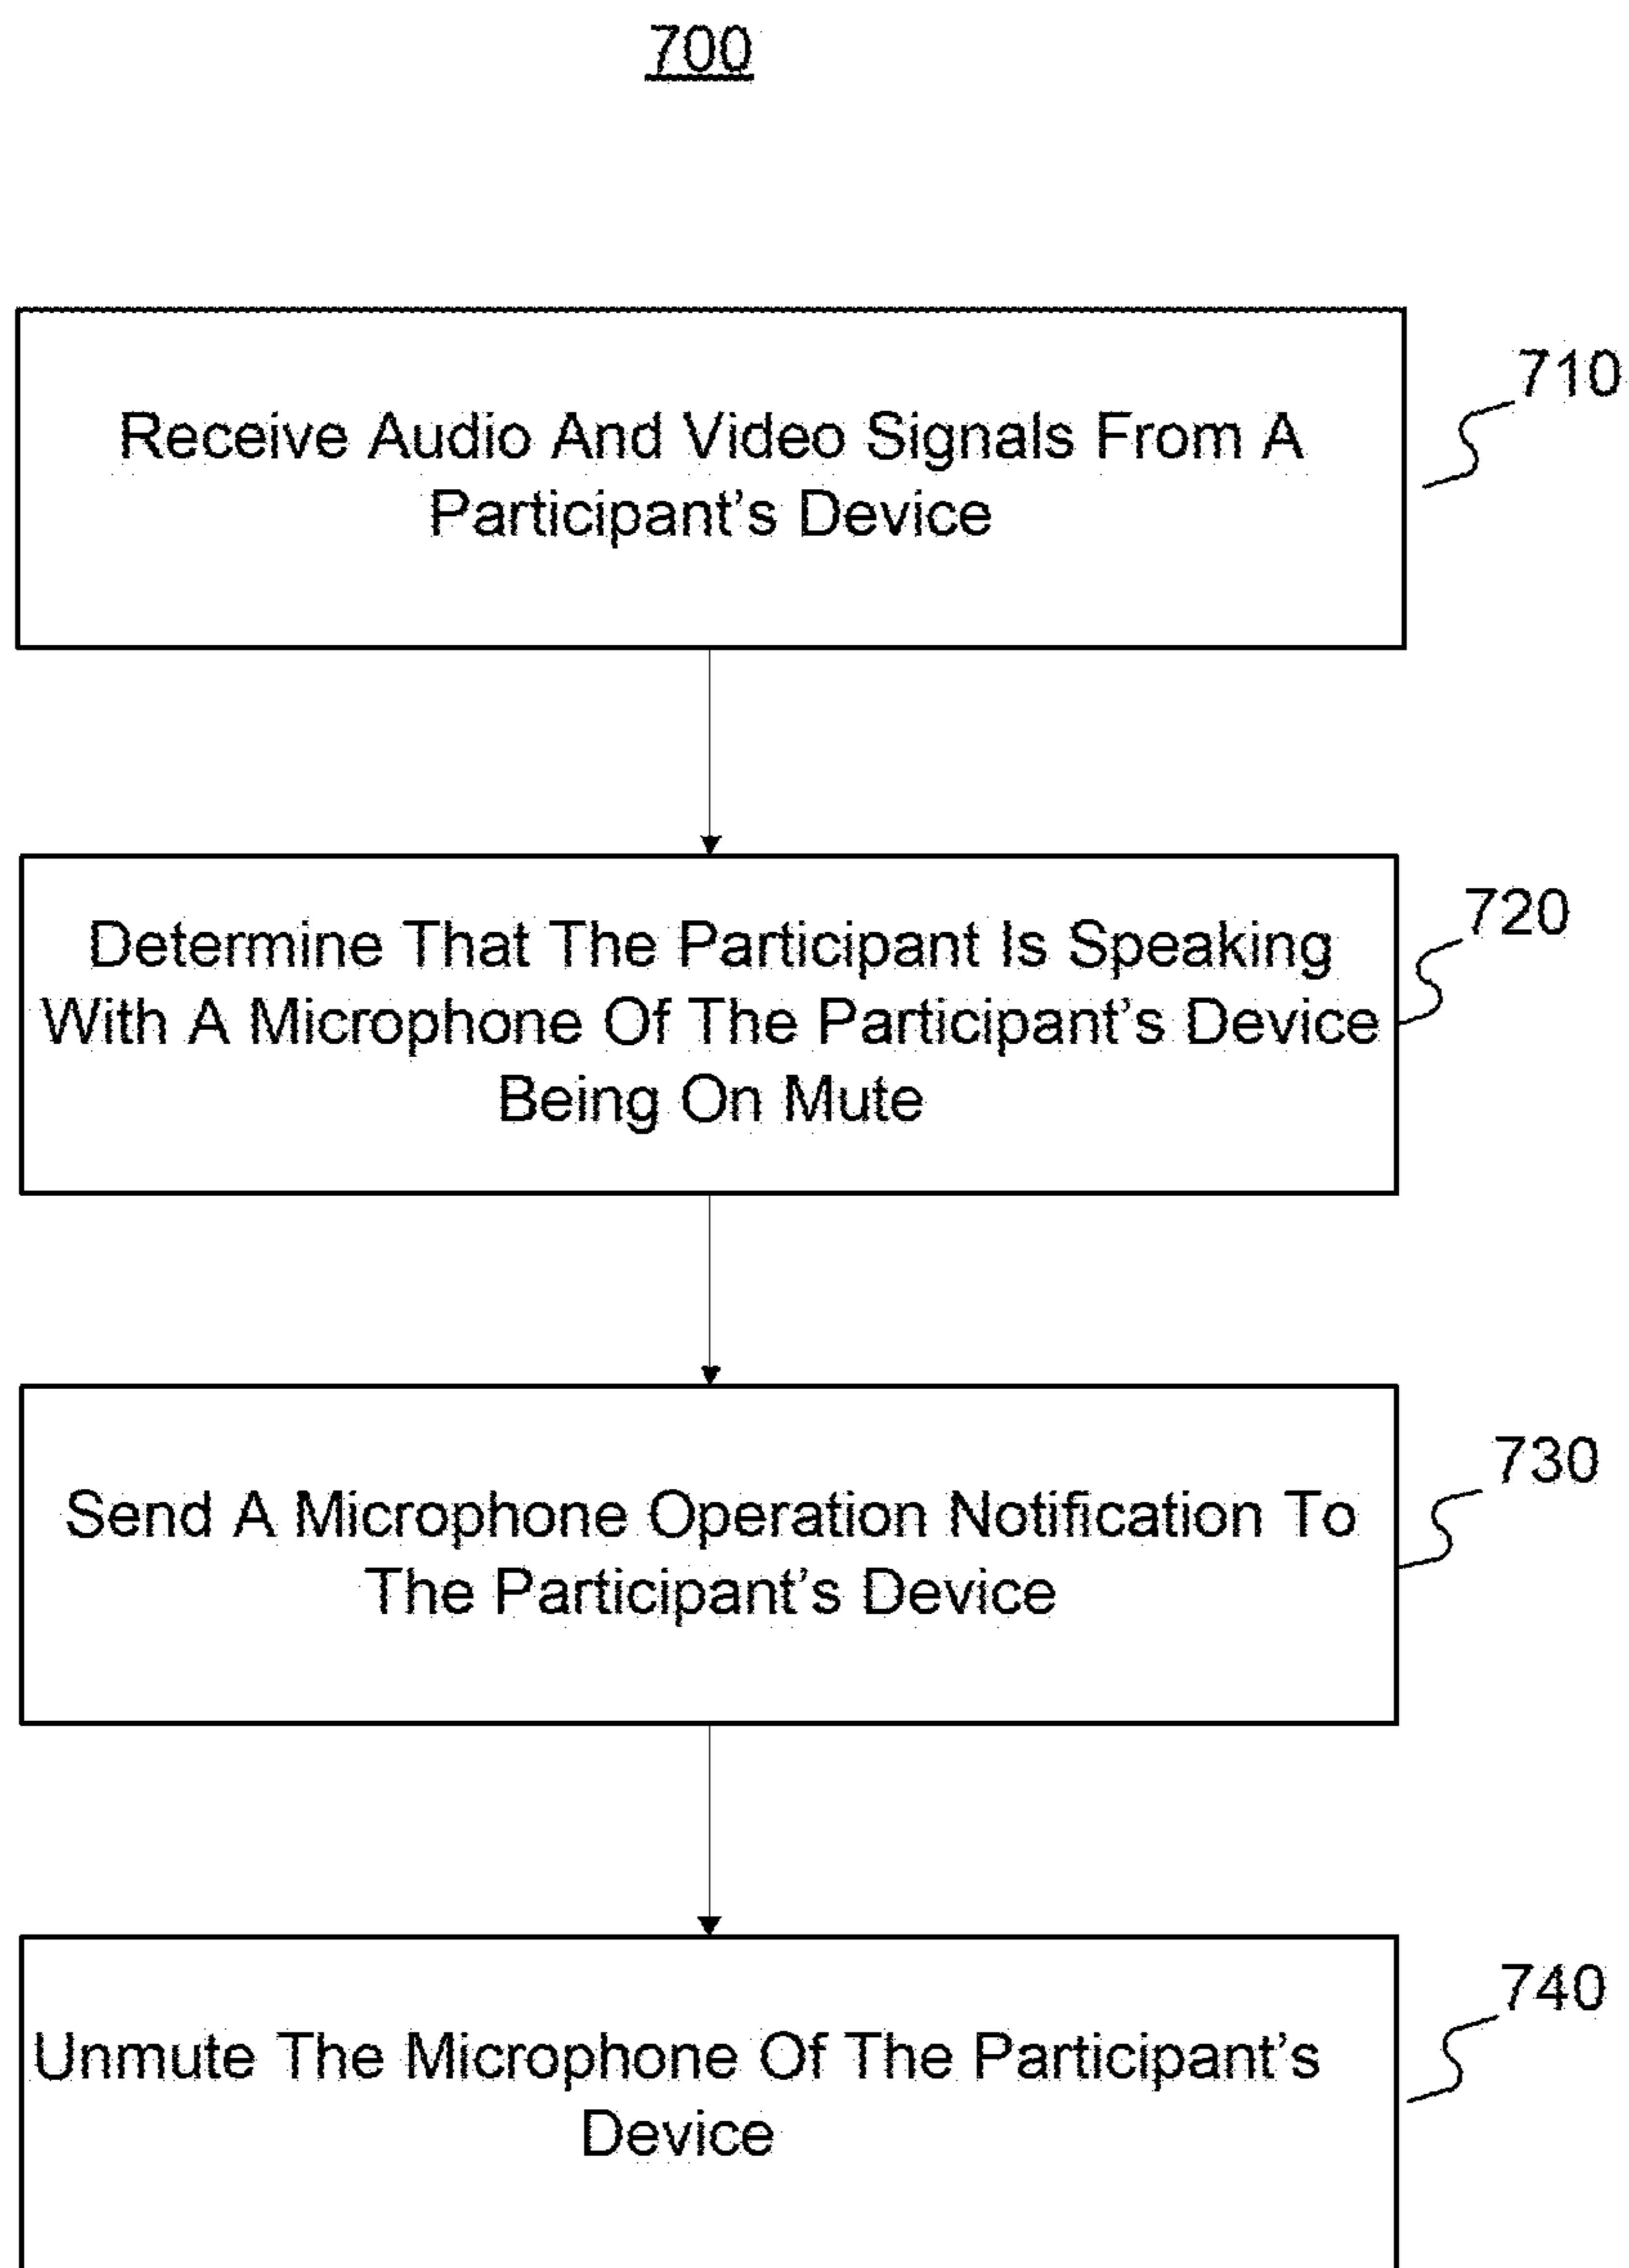 700
710
Receive Audio And Video Signals From A
Participant's Device
720
Determine That The Participant Is Speaking
With A Microphone Of The Participant's Device
Being On Mute
730
Send A Microphone Operation Notification To
The Participant's Device
740
Unmute The Microphone Of The Participant's
Device